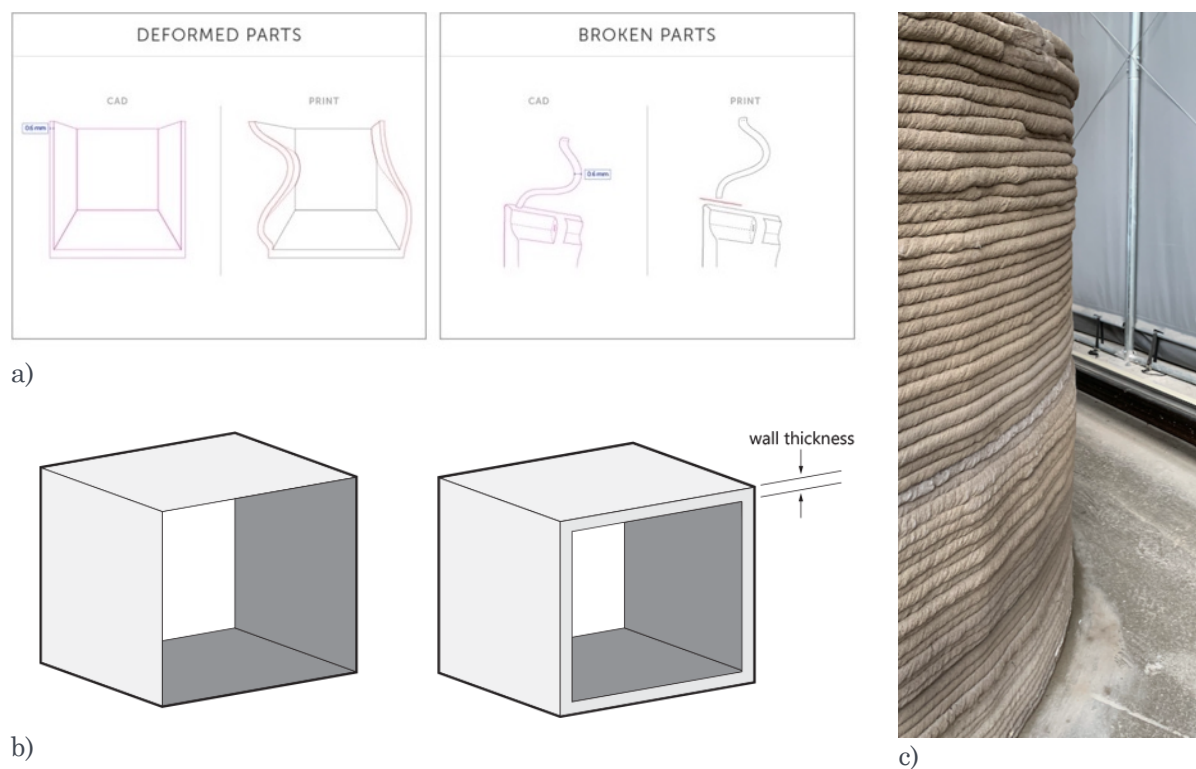 DEFORMED PARTS
CAD
PRINT
0.6 mm
BROKEN PARTS
CAD
PRINT
0.6 mm
a)
wall thickness
b)
c)